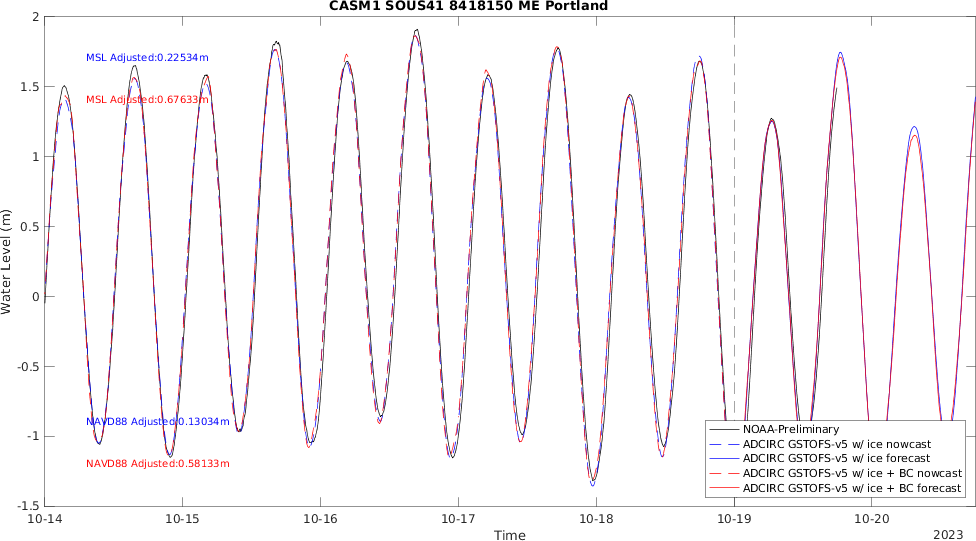 CASM1 SOUS41 8418150 ME Portland
2
1.5
1
0.5
0
-0.5
-1
-1.5
Water Level (m)
MSL Adjusted:0.22534m
MSL Adjusted:0.67633m
NAVD88 Adjusted:0.13034m
NAVD88 Adjusted:0.58133m
NOAA-Preliminary
ADCIRC GSTOFS-v5 w/ ice nowcast
ADCIRC GSTOFS-v5 w/ ice forecast
ADCIRC GSTOFS-v5 w/ ice + BC nowcast
ADCIRC GSTOFS-v5 w/ ice + BC forecast
10-14 10-15 10-16 10-17 10-18 10-19 10-20
Time
2023